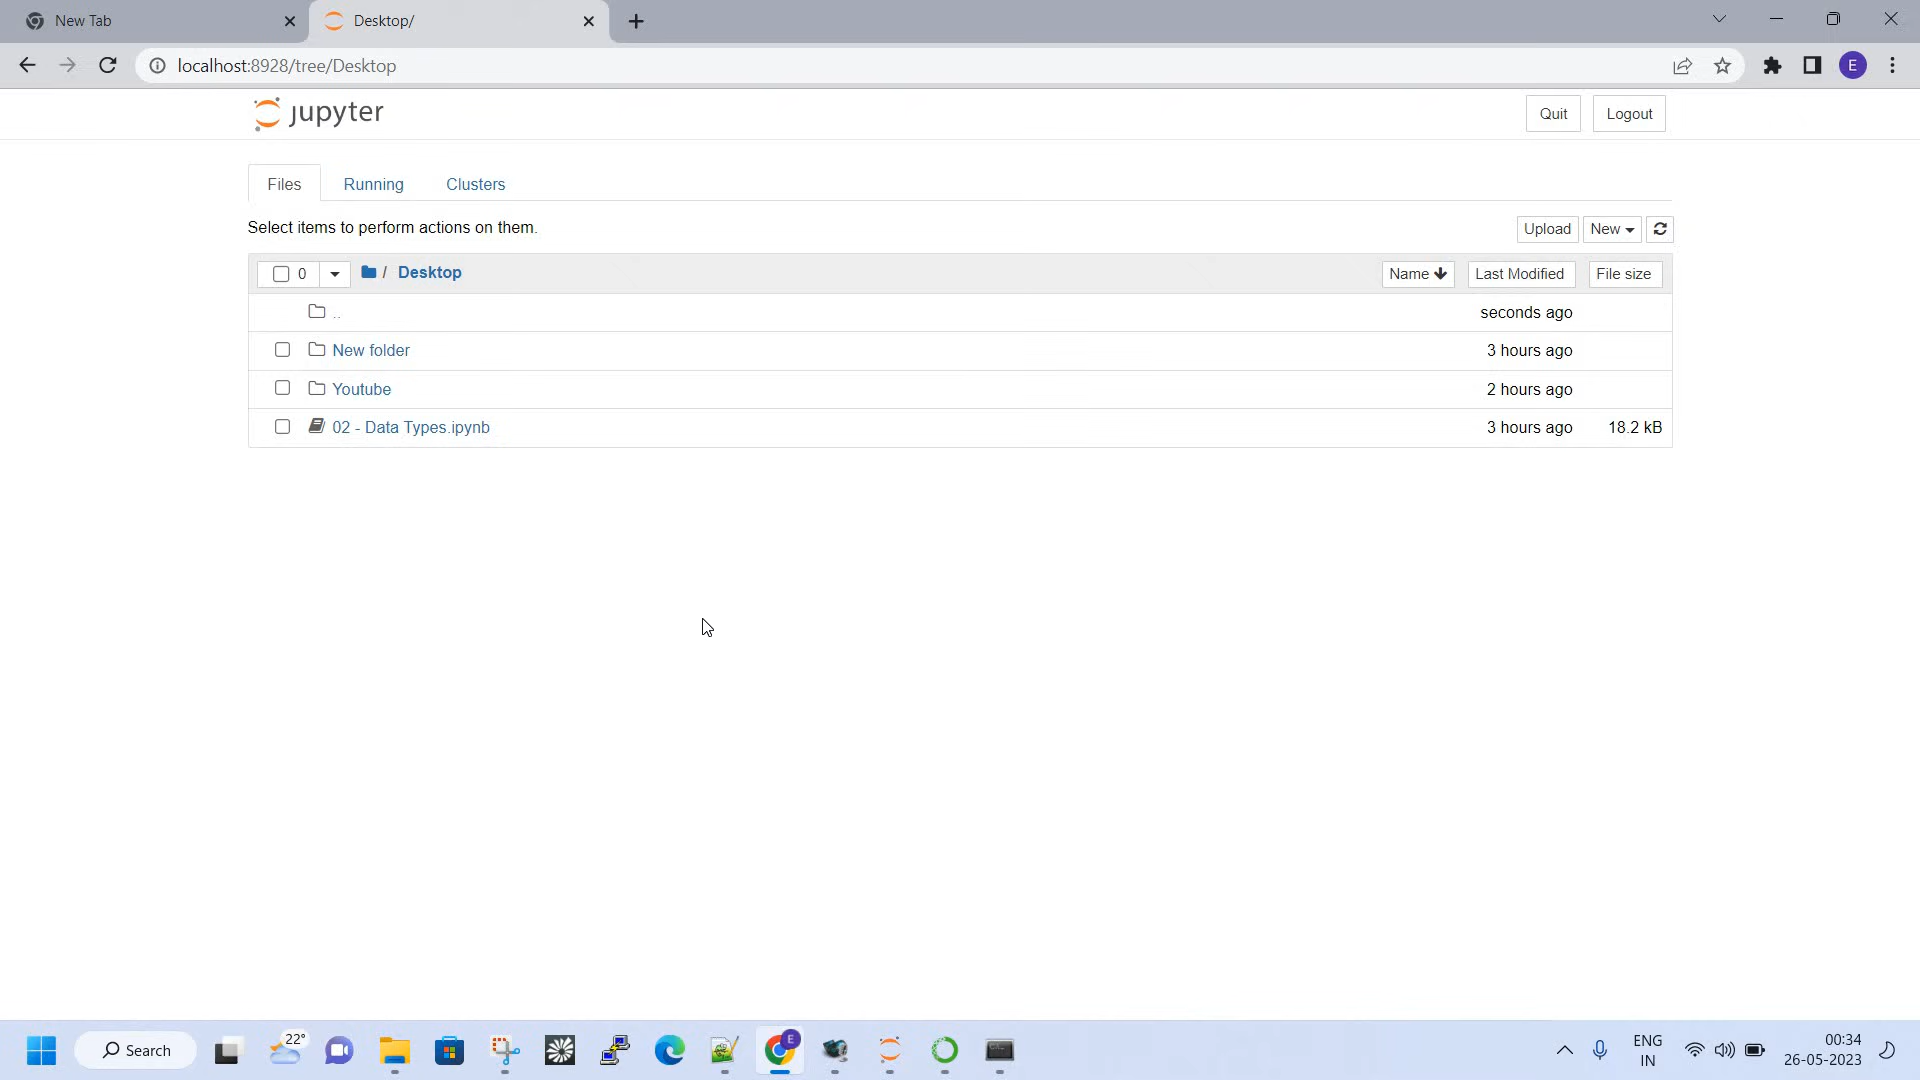 New Tab
Desktop/
localhost:8928/tree/Desktop
E
jupyter
Quit
Logout
Files
Running
Clusters
Select items to perform actions on them.
Upload
New
0
/ Desktop
Name
Last Modified
File size
..
seconds ago
New folder
3 hours ago
Youtube
2 hours ago
02 - Data Types.ipynb
3 hours ago
18.2 kB
Search
22°
E
ENG
IN
00:34
26-05-2023